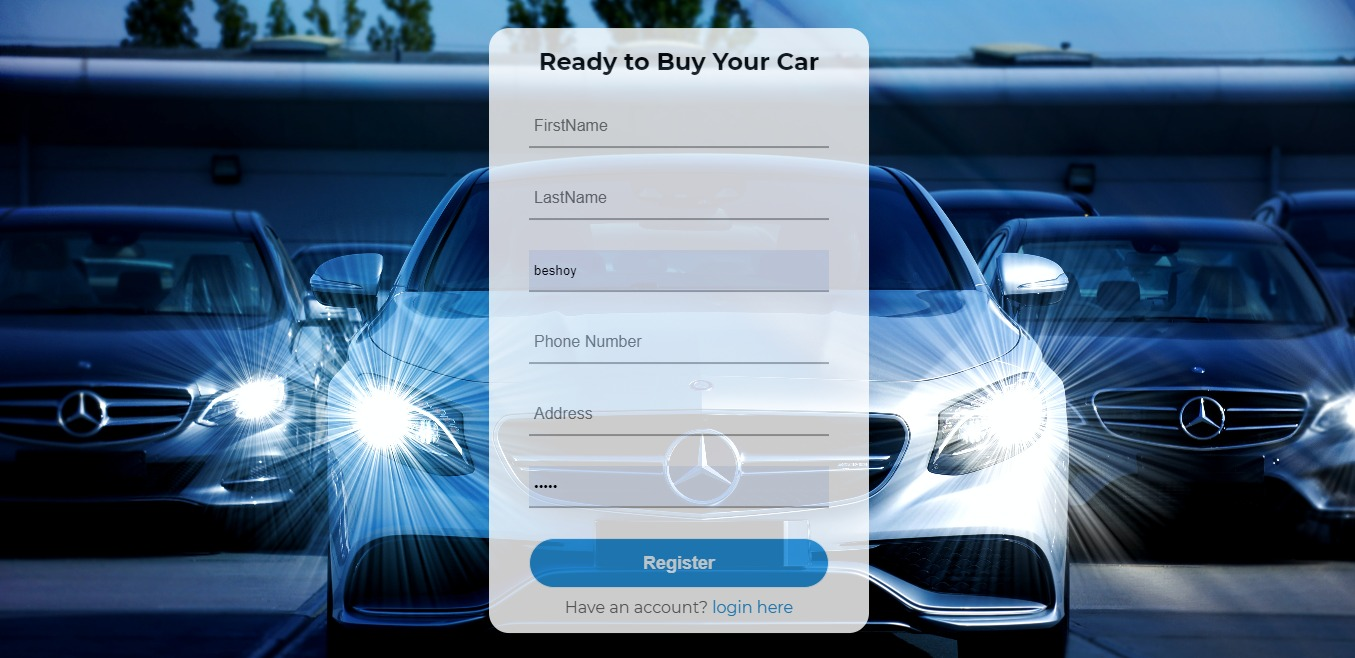 Ready to Buy Your Car
FirstName
LastName
beshoy
Phone Number
Address
•••••
Register
Have an account? login here